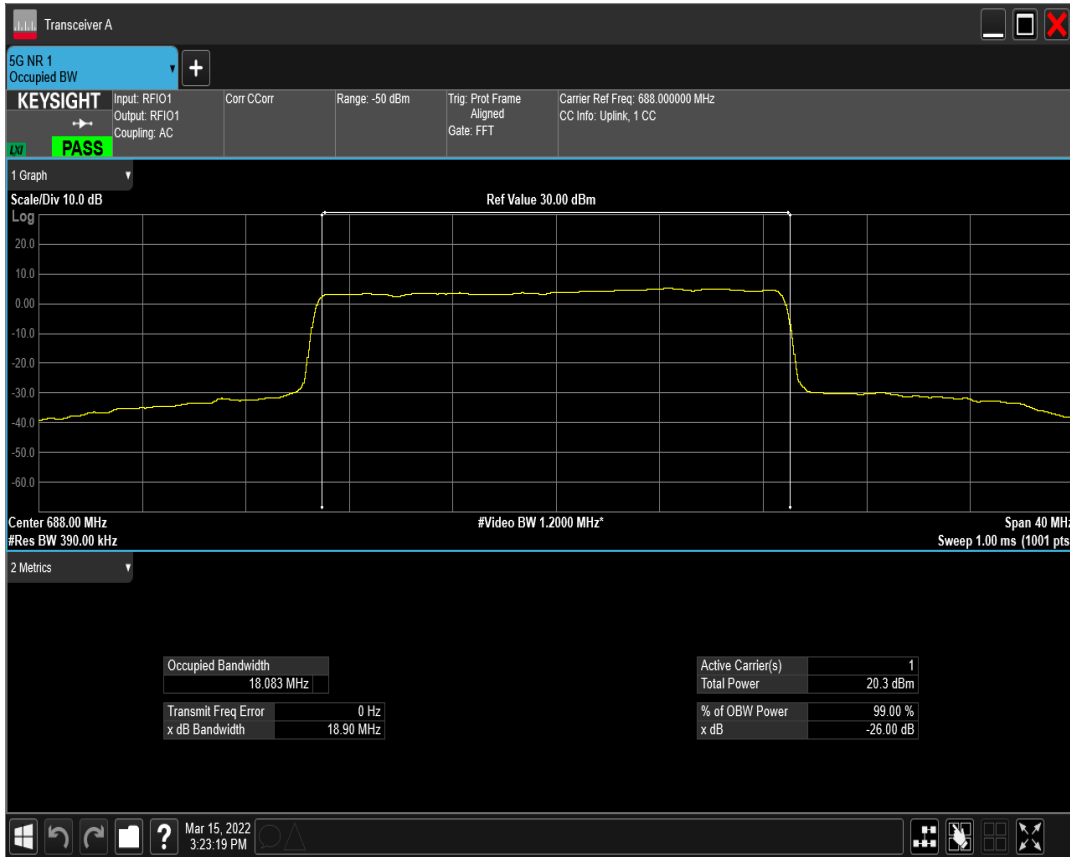 Transceiver A
5G NR 1
Occupied BW
+
KEYSIGHT
LXI
PASS
Input: RFIO1
Output: RFIO1
Coupling: AC
Corr CCorr
Range: -50 dBm
Trig: Prot Frame
Aligned
Gate: FFT
Carrier Ref Freq: 688.000000 MHz
CC Info: Uplink, 1 CC
1 Graph
Scale/Div 10.0 dB
Ref Value 30.00 dBm
Log
20.0
10.0
0.00
-10.0
-20.0
-30.0
-40.0
-50.0
-60.0
Center 688.00 MHz
#Video BW 1.2000 MHz*
Span 40 MHz
#Res BW 390.00 kHz
Sweep 1.00 ms (1001 pts
2 Metrics
Occupied Bandwidth
18.083 MHz
Transmit Freq Error 0 Hz
x dB Bandwidth 18.90 MHz
Active Carrier(s) 1
Total Power 20.3 dBm
% of OBW Power 99.00 %
x dB -26.00 dB
?
Mar 15, 2022
3:23:19 PM